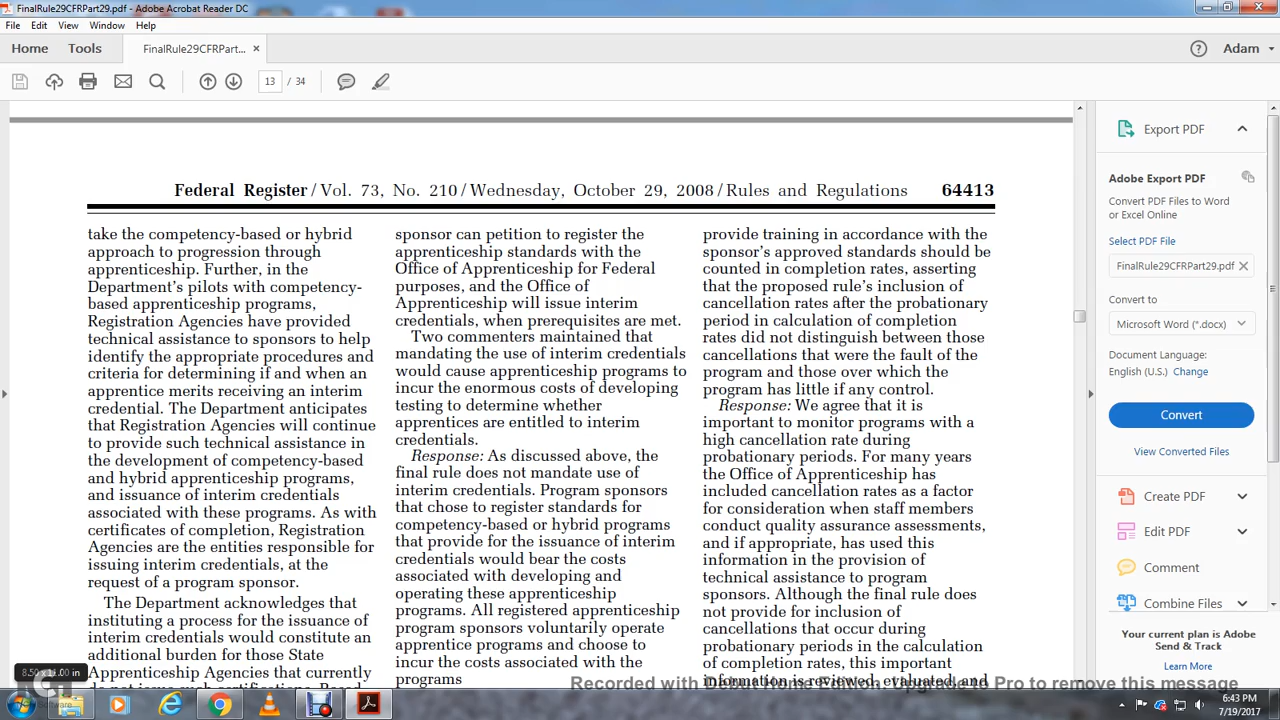 FinalRule29CFRPart29.pdf - Adobe Acrobat Reader DC
File Edit View Window Help
Home Tools FinalRule29CFRPart... × Adam
13 / 34
Federal Register / Vol. 73, No. 210 / Wednesday, October 29, 2008 / Rules and Regulations 64413
take the competency-based or hybrid
approach to progression through
apprenticeship. Further, in the
Department's pilots with competency-
based apprenticeship programs,
Registration Agencies have provided
technical assistance to sponsors to help
identify the appropriate procedures and
criteria for determining if and when an
apprentice merits receiving an interim
credential. The Department anticipates
that Registration Agencies will continue
to provide such technical assistance in
the development of competency-based
and hybrid apprenticeship programs,
and issuance of interim credentials
associated with these programs. As with
certificates of completion, Registration
Agencies are the entities responsible for
issuing interim credentials, at the
request of a program sponsor.
The Department acknowledges that
instituting a process for the issuance of
interim credentials would constitute an
additional burden for those State
Apprenticeship Agencies that currently
sponsor can petition to register the
apprenticeship standards with the
Office of Apprenticeship for Federal
purposes, and the Office of
Apprenticeship will issue interim
credentials, when prerequisites are met.
Two commenters maintained that
mandating the use of interim credentials
would cause apprenticeship programs to
incur the enormous costs of developing
testing to determine whether
apprentices are entitled to interim
credentials.
Response: As discussed above, the
final rule does not mandate use of
interim credentials. Program sponsors
that chose to register standards for
competency-based or hybrid programs
that provide for the issuance of interim
credentials would bear the costs
associated with developing and
operating these apprenticeship
programs. All registered apprenticeship
program sponsors voluntarily operate
apprentice programs and choose to
incur the costs associated with the
programs
provide training in accordance with the
sponsor's approved standards should be
counted in completion rates, asserting
that the proposed rule's inclusion of
cancellation rates after the probationary
period in calculation of completion
rates did not distinguish between those
cancellations that were the fault of the
program and those over which the
program has little if any control.
Response: We agree that it is
important to monitor programs with a
high cancellation rate during
probationary periods. For many years
the Office of Apprenticeship has
included cancellation rates as a factor
for consideration when staff members
conduct quality assurance assessments,
and if appropriate, has used this
information in the provision of
technical assistance to program
sponsors. Although the final rule does
not provide for inclusion of
cancellations that occur during
probationary periods in the calculation
of completion rates, this important
information is reviewed, evaluated, and
Export PDF
Adobe Export PDF
Convert PDF Files to Word
or Excel Online
Select PDF File
FinalRule29CFRPart29.pdf ×
Convert to
Microsoft Word (*.docx)
Document Language:
English (U.S.) Change
Convert
View Converted Files
Create PDF
Edit PDF
Comment
Combine Files
Your current plan is Adobe
Send & Track
Learn More
8.50 x 11.00 in
6:43 PM
7/19/2017